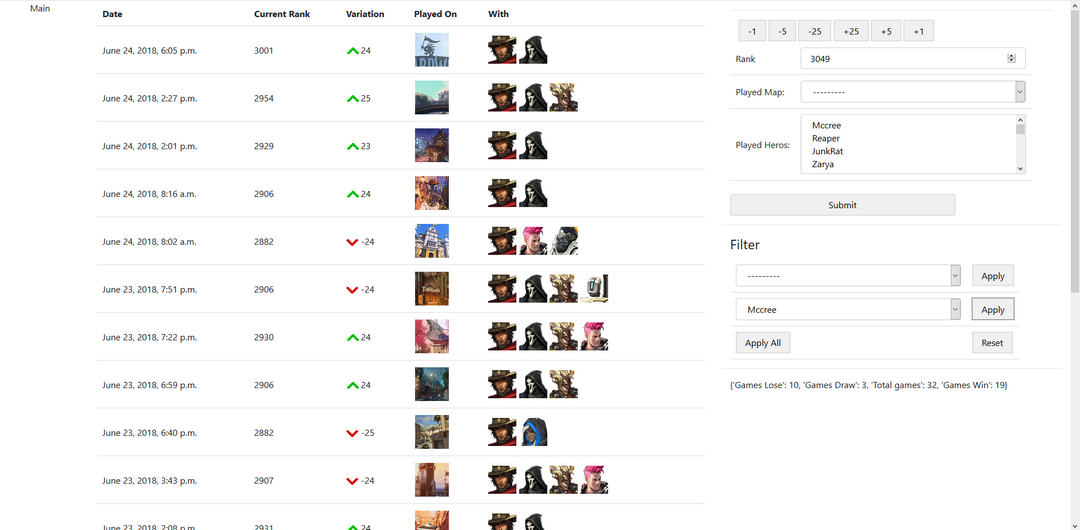 Main
Date Current Rank Variation Played On With
June 24, 2018, 6:05 p.m. 3001 24
June 24, 2018, 2:27 p.m. 2954 25
June 24, 2018, 2:01 p.m. 2929 23
June 24, 2018, 8:16 a.m. 2906 24
June 24, 2018, 8:02 a.m. 2882 -24
June 23, 2018, 7:51 p.m. 2906 -24
June 23, 2018, 7:22 p.m. 2930 24
June 23, 2018, 6:59 p.m. 2906 24
June 23, 2018, 6:40 p.m. 2882 -25
June 23, 2018, 3:43 p.m. 2907 -24
June 23, 2018, 2:08 p.m. 2931 24
-1 -5 -25 +25 +5 +1
Rank 3049
Played Map: ---------
Played Heros:
Mccree
Reaper
JunkRat
Zarya
Submit
Filter
--------- Apply
Mccree Apply
Apply All Reset
{'Games Lose': 10, 'Games Draw': 3, 'Total games': 32, 'Games Win': 19}